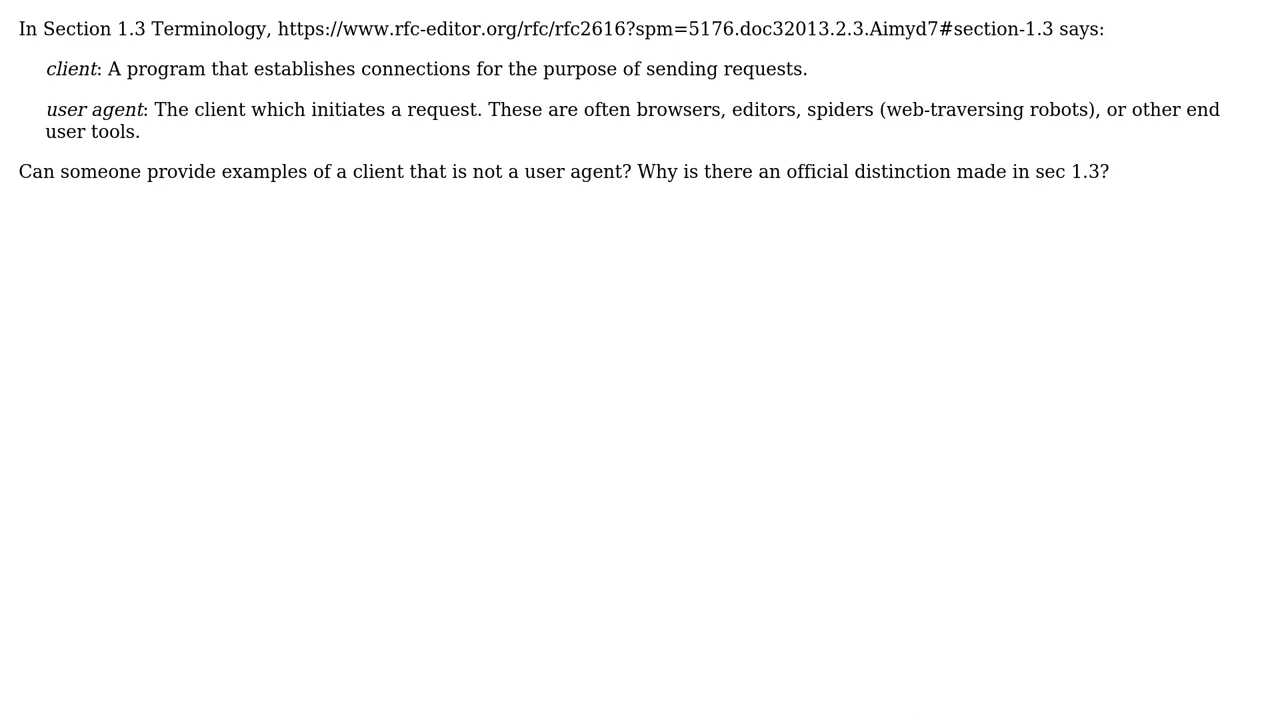 In Section 1.3 Terminology, https://www.rfc-editor.org/rfc/rfc2616?spm=5176.doc32013.2.3.Aimyd7#section-1.3 says:
client: A program that establishes connections for the purpose of sending requests.
user agent: The client which initiates a request. These are often browsers, editors, spiders (web-traversing robots), or other end
user tools.
Can someone provide examples of a client that is not a user agent? Why is there an official distinction made in sec 1.3?